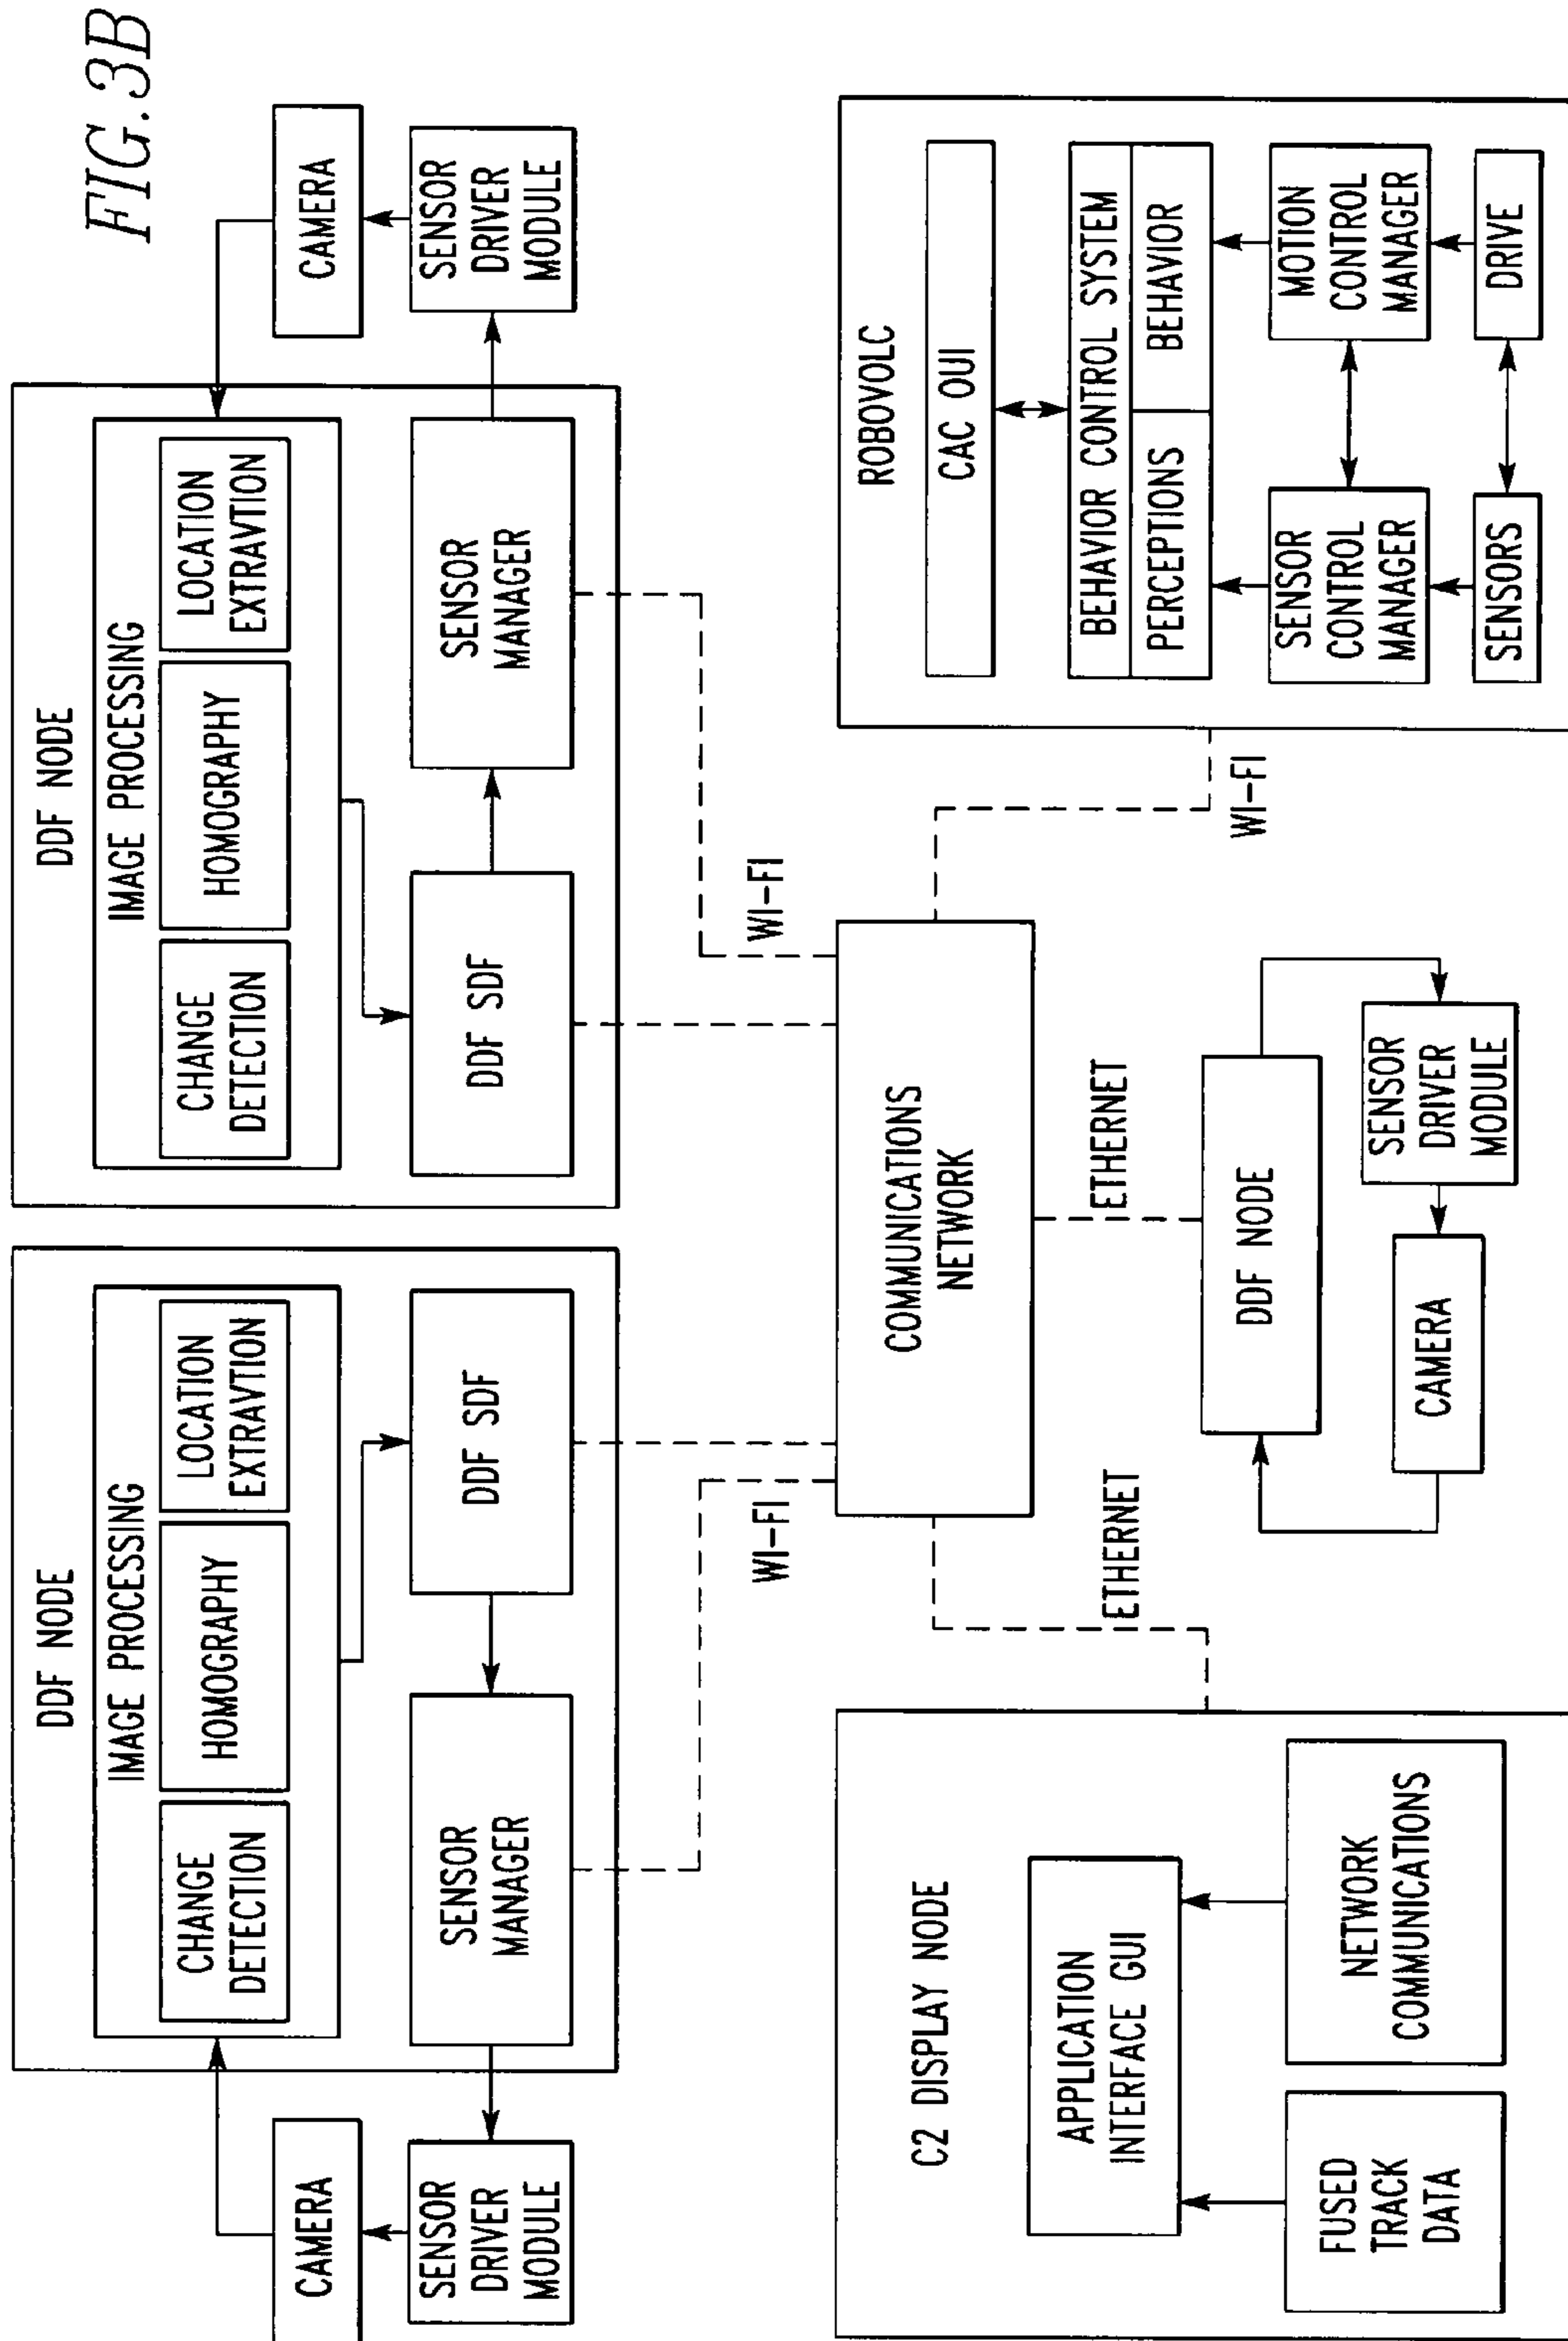 FIG. 3B
DDF NODE
IMAGE PROCESSING
CHANGE
DETECTION
HOMOGRAPHY
LOCATION
EXTRAVTION
CAMERA
SENSOR
MANAGER
DDF SDF
SENSOR
DRIVER
MODULE
DDF NODE
IMAGE PROCESSING
CHANGE
DETECTION
HOMOGRAPHY
LOCATION
EXTRAVTION
CAMERA
DDF SDF
SENSOR
MANAGER
SENSOR
DRIVER
MODULE
WI-FI
WI-FI
COMMUNICATIONS
NETWORK
ETHERNET
ETHERNET
WI-FI
C2 DISPLAY NODE
APPLICATION
INTERFACE GUI
FUSED
TRACK
DATA
NETWORK
COMMUNICATIONS
DDF NODE
CAMERA
SENSOR
DRIVER
MODULE
ROBOVOLC
CAC OUI
BEHAVIOR CONTROL SYSTEM
PERCEPTIONS
BEHAVIOR
SENSOR
CONTROL
MANAGER
MOTION
CONTROL
MANAGER
SENSORS
DRIVE